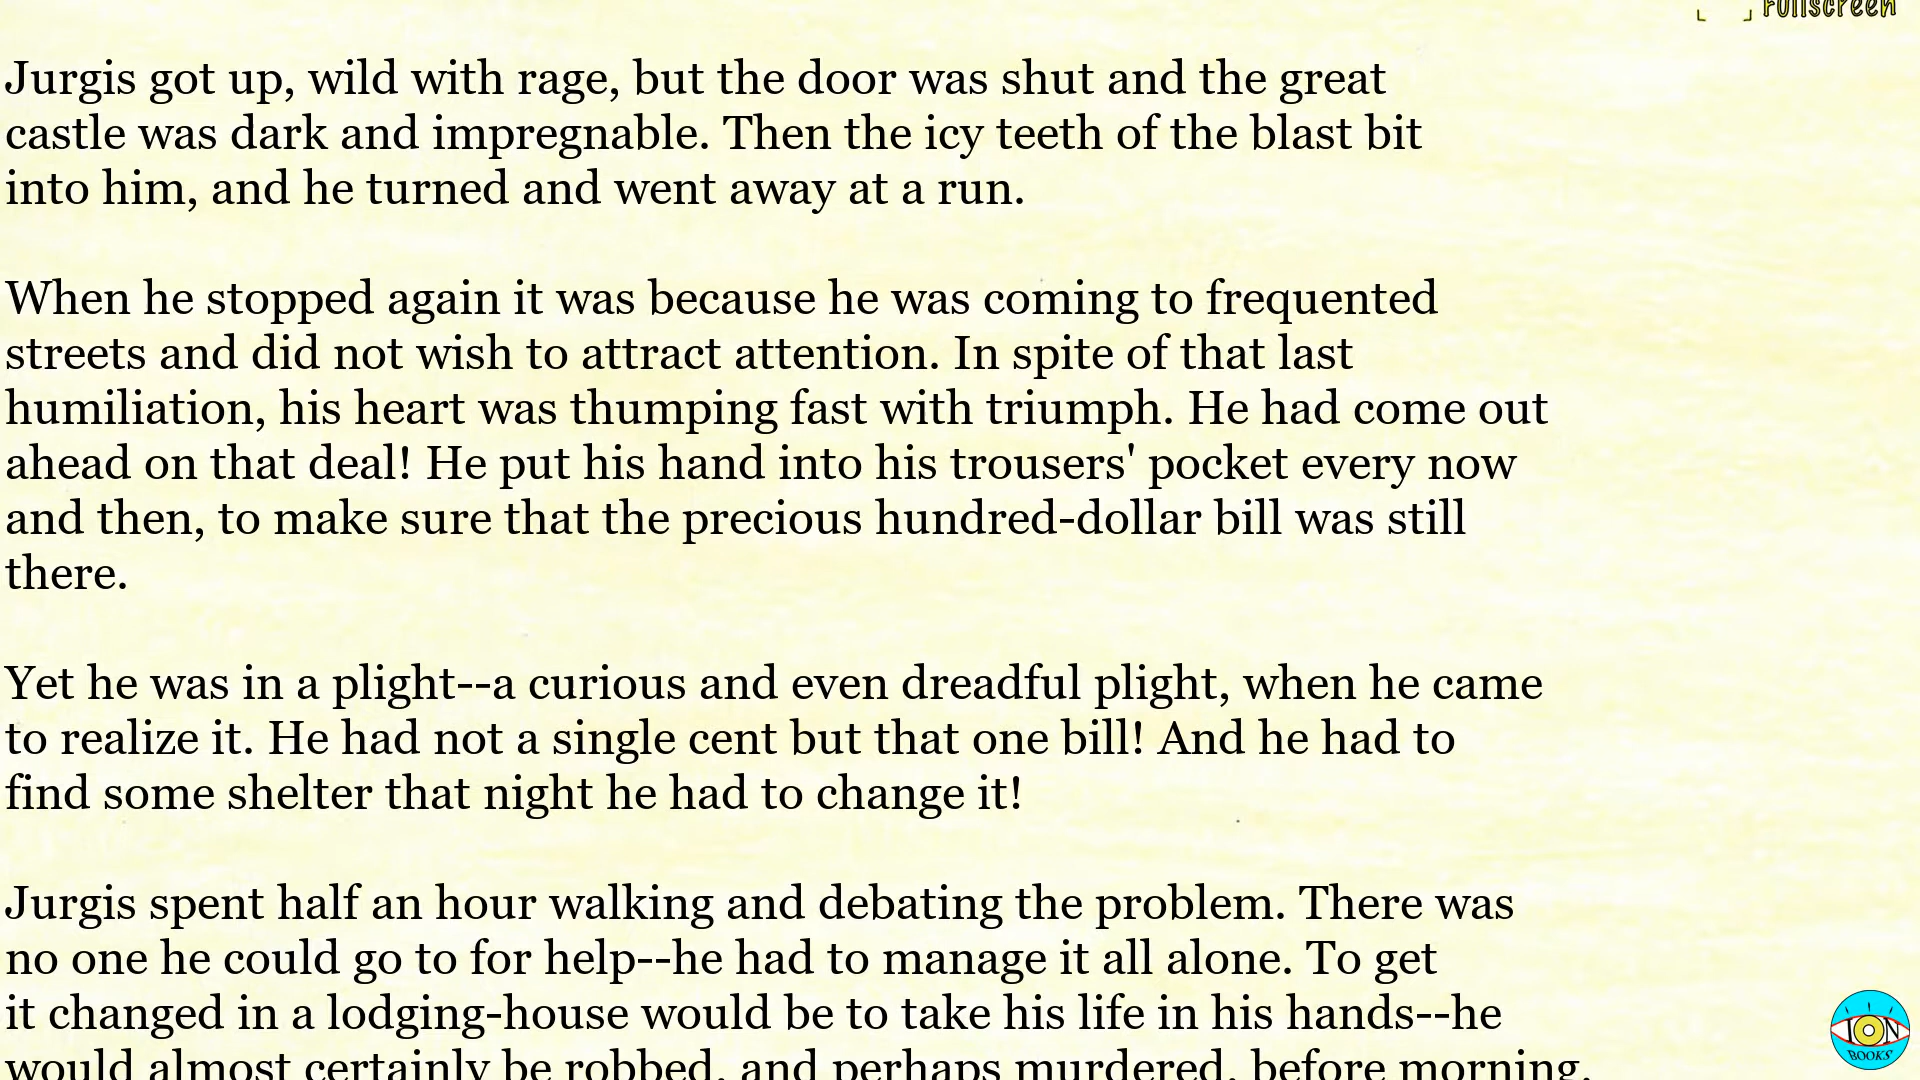 Fullscreen
Jurgis got up, wild with rage, but the door was shut and the great
castle was dark and impregnable. Then the icy teeth of the blast bit
into him, and he turned and went away at a run.
When he stopped again it was because he was coming to frequented
streets and did not wish to attract attention. In spite of that last
humiliation, his heart was thumping fast with triumph. He had come out
ahead on that deal! He put his hand into his trousers' pocket every now
and then, to make sure that the precious hundred-dollar bill was still
there.
Yet he was in a plight--a curious and even dreadful plight, when he came
to realize it. He had not a single cent but that one bill! And he had to
find some shelter that night he had to change it!
Jurgis spent half an hour walking and debating the problem. There was
no one he could go to for help--he had to manage it all alone. To get
it changed in a lodging-house would be to take his life in his hands--he
would almost certainly be robbed, and perhaps murdered, before morning.
ION
BOOKS